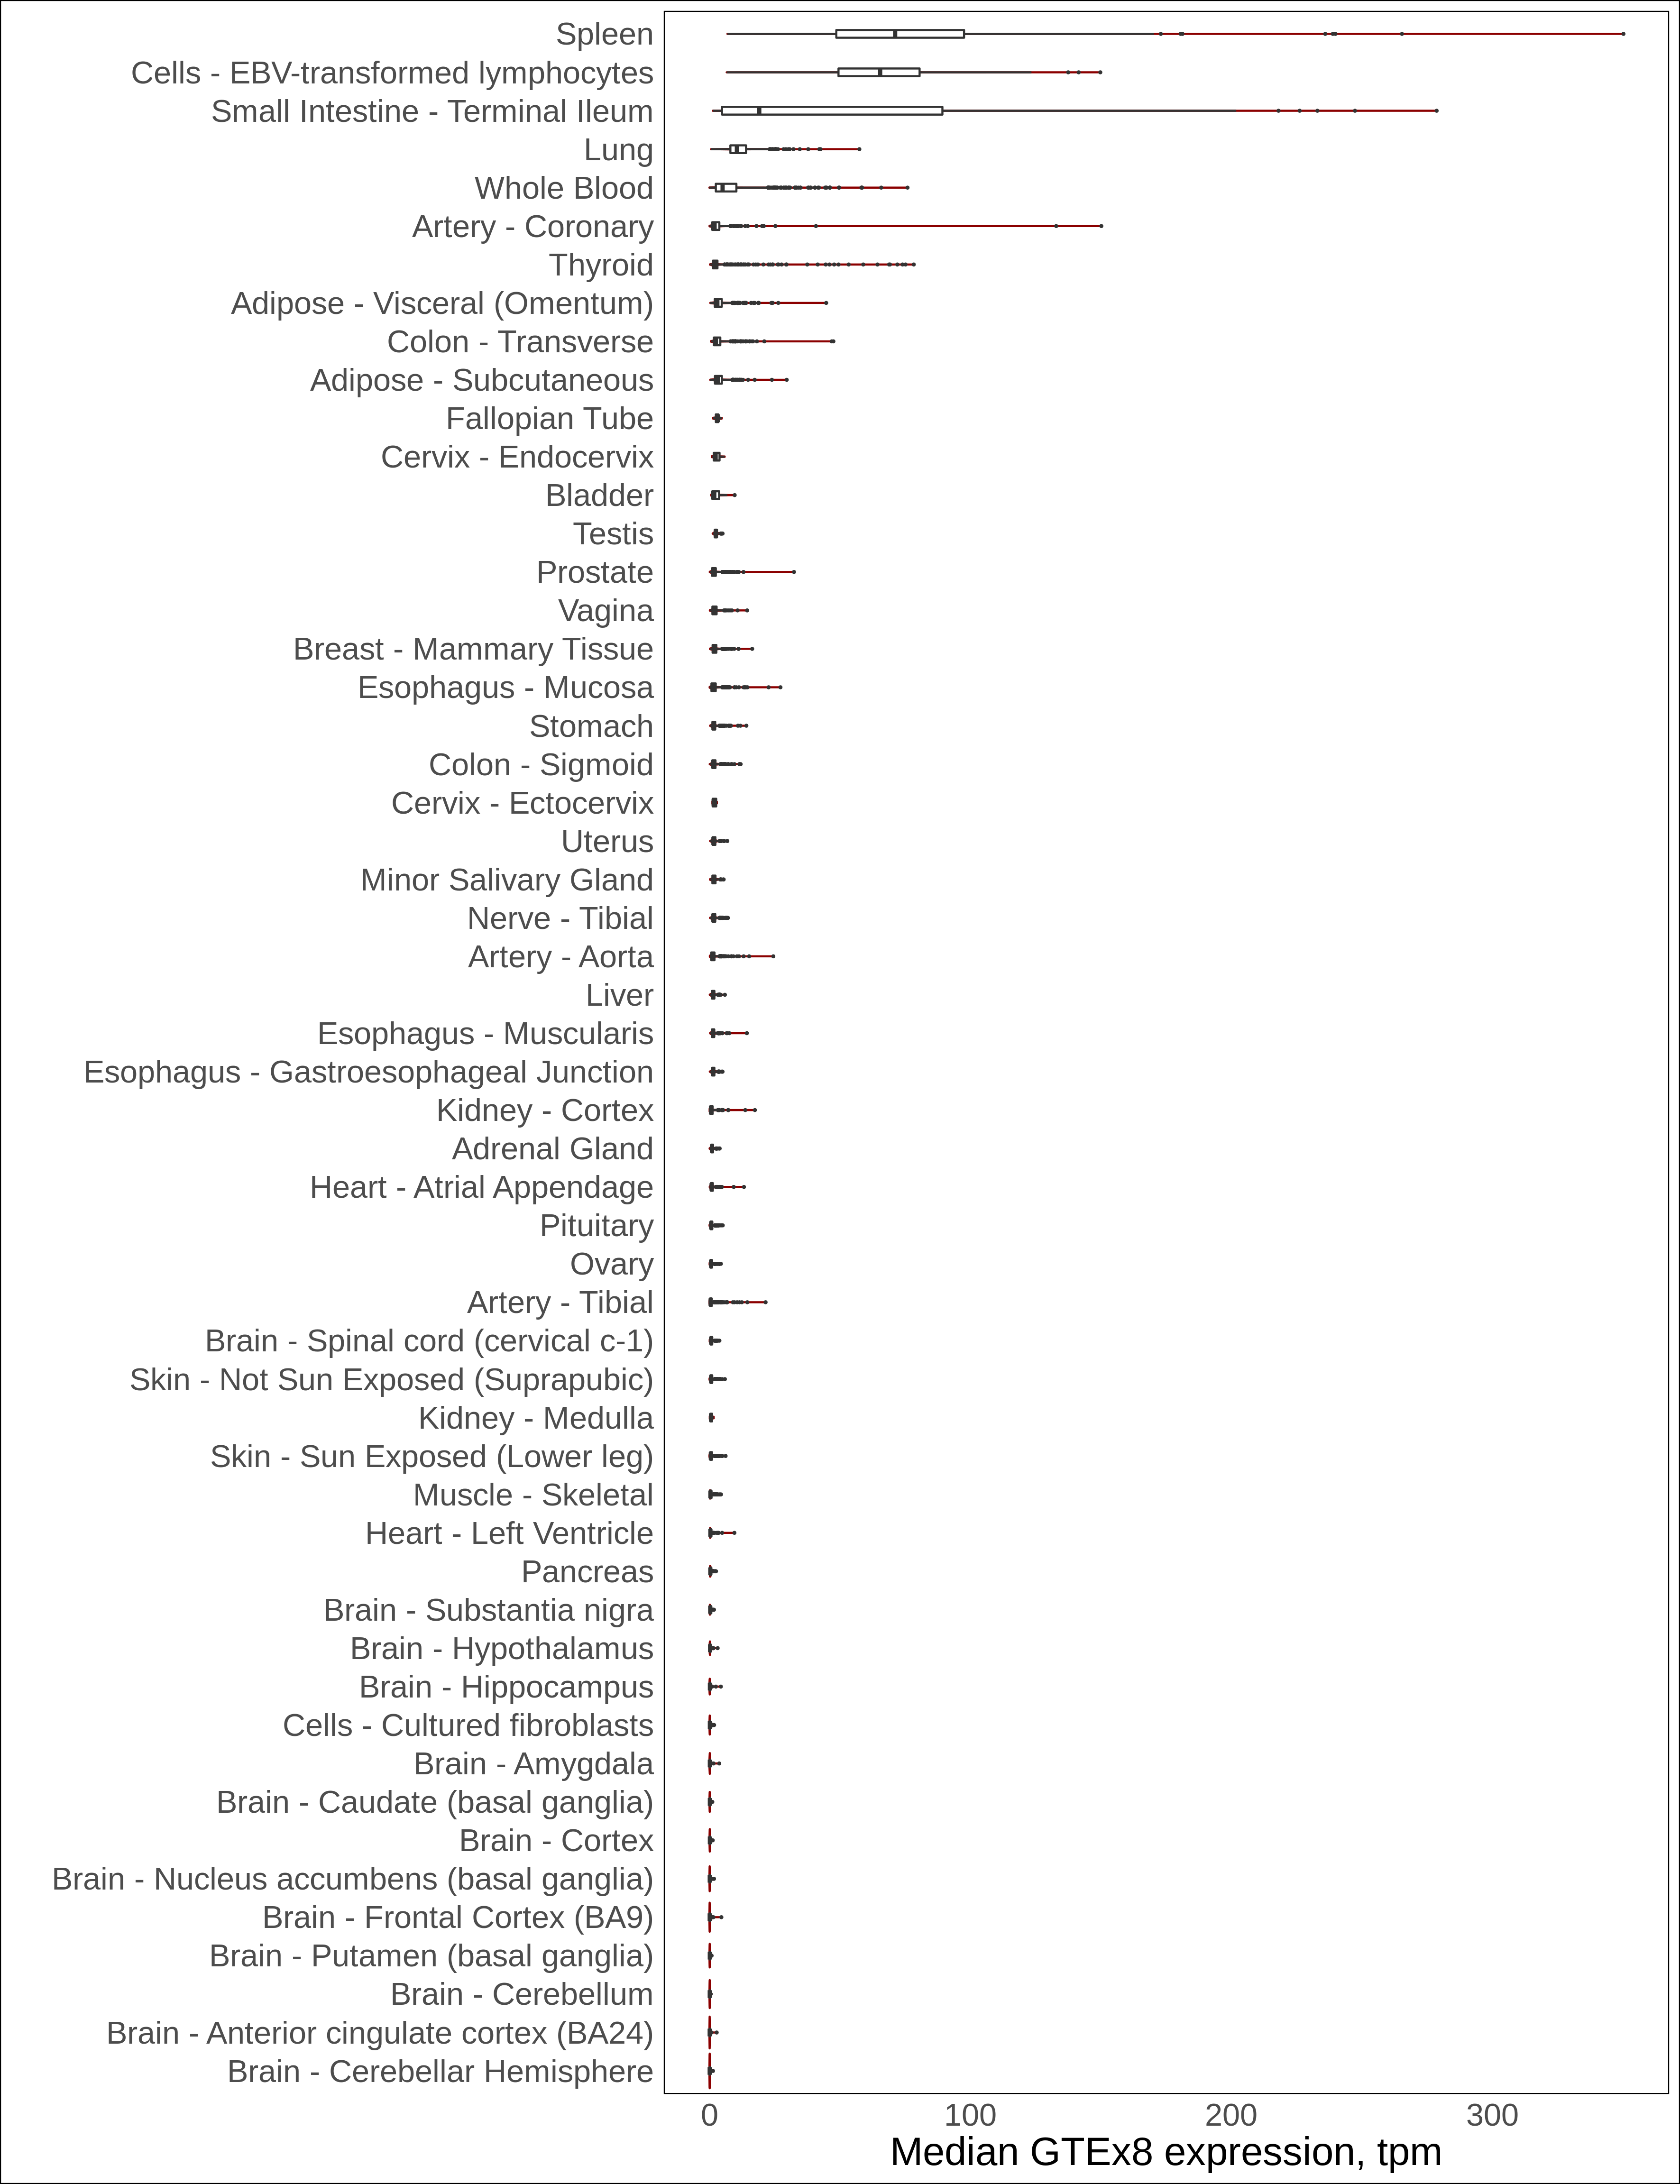 Spleen
Cells - EBV-transformed lymphocytes
Small Intestine - Terminal Ileum
Lung
Whole Blood
Artery - Coronary
Thyroid
Adipose - Visceral (Omentum)
Colon - Transverse
Adipose - Subcutaneous
Fallopian Tube
Cervix - Endocervix
Bladder
Testis
Prostate
Vagina
Breast - Mammary Tissue
Esophagus - Mucosa
Stomach
Colon - Sigmoid
Cervix - Ectocervix
Uterus
Minor Salivary Gland
Nerve - Tibial
Artery - Aorta
Liver
Esophagus - Muscularis
Esophagus - Gastroesophageal Junction
Kidney - Cortex
Adrenal Gland
Heart - Atrial Appendage
Pituitary
Ovary
Artery - Tibial
Brain - Spinal cord (cervical c-1)
Skin - Not Sun Exposed (Suprapubic)
Kidney - Medulla
Skin - Sun Exposed (Lower leg)
Muscle - Skeletal
Heart - Left Ventricle
Pancreas
Brain - Substantia nigra
Brain - Hypothalamus
Brain - Hippocampus
Cells - Cultured fibroblasts
Brain - Amygdala
Brain - Caudate (basal ganglia)
Brain - Cortex
Brain - Nucleus accumbens (basal ganglia)
Brain - Frontal Cortex (BA9)
Brain - Putamen (basal ganglia)
Brain - Cerebellum
Brain - Anterior cingulate cortex (BA24)
Brain - Cerebellar Hemisphere
0 100 200 300
Median GTEx8 expression, tpm